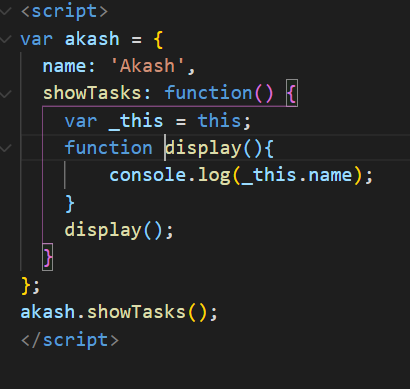 <script>
var akash = {
  name: 'Akash',
  showTasks: function() {
    var _this = this;
    function display(){
        console.log(_this.name);
    }
    display();
  }
};
akash.showTasks();
</script>